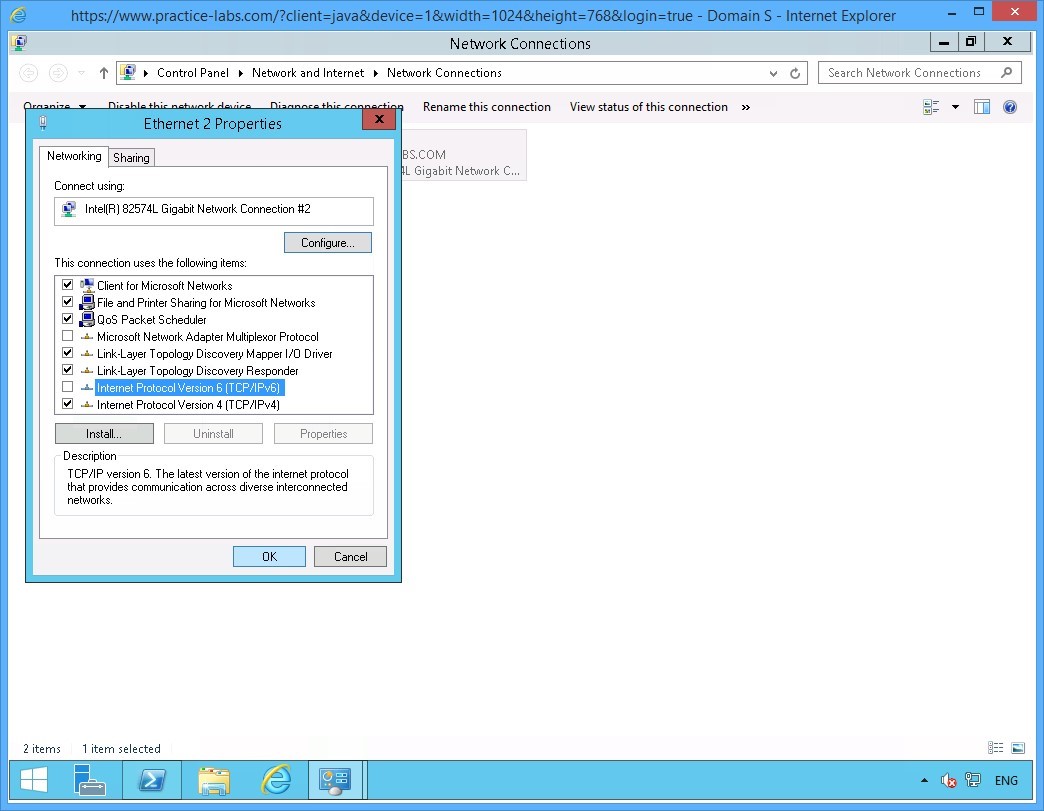 https://www.practice-labs.com/?client=java&device=1&width=1024&height=768&login=true - Domain S - Internet Explorer
Network Connections
Control Panel Network and Internet Network Connections
Search Network Connections
Organize Disable this network device Diagnose this connection Rename this connection View status of this connection »
Ethernet 2 Properties
BS.COM
4L Gigabit Network C...
Networking Sharing
Connect using:
Intel(R) 82574L Gigabit Network Connection #2
Configure...
This connection uses the following items:
Client for Microsoft Networks
File and Printer Sharing for Microsoft Networks
QoS Packet Scheduler
Microsoft Network Adapter Multiplexor Protocol
Link-Layer Topology Discovery Mapper I/O Driver
Link-Layer Topology Discovery Responder
Internet Protocol Version 6 (TCP/IPv6)
Internet Protocol Version 4 (TCP/IPv4)
Install... Uninstall Properties
Description
TCP/IP version 6. The latest version of the internet protocol
that provides communication across diverse interconnected
networks.
OK Cancel
2 items 1 item selected
ENG